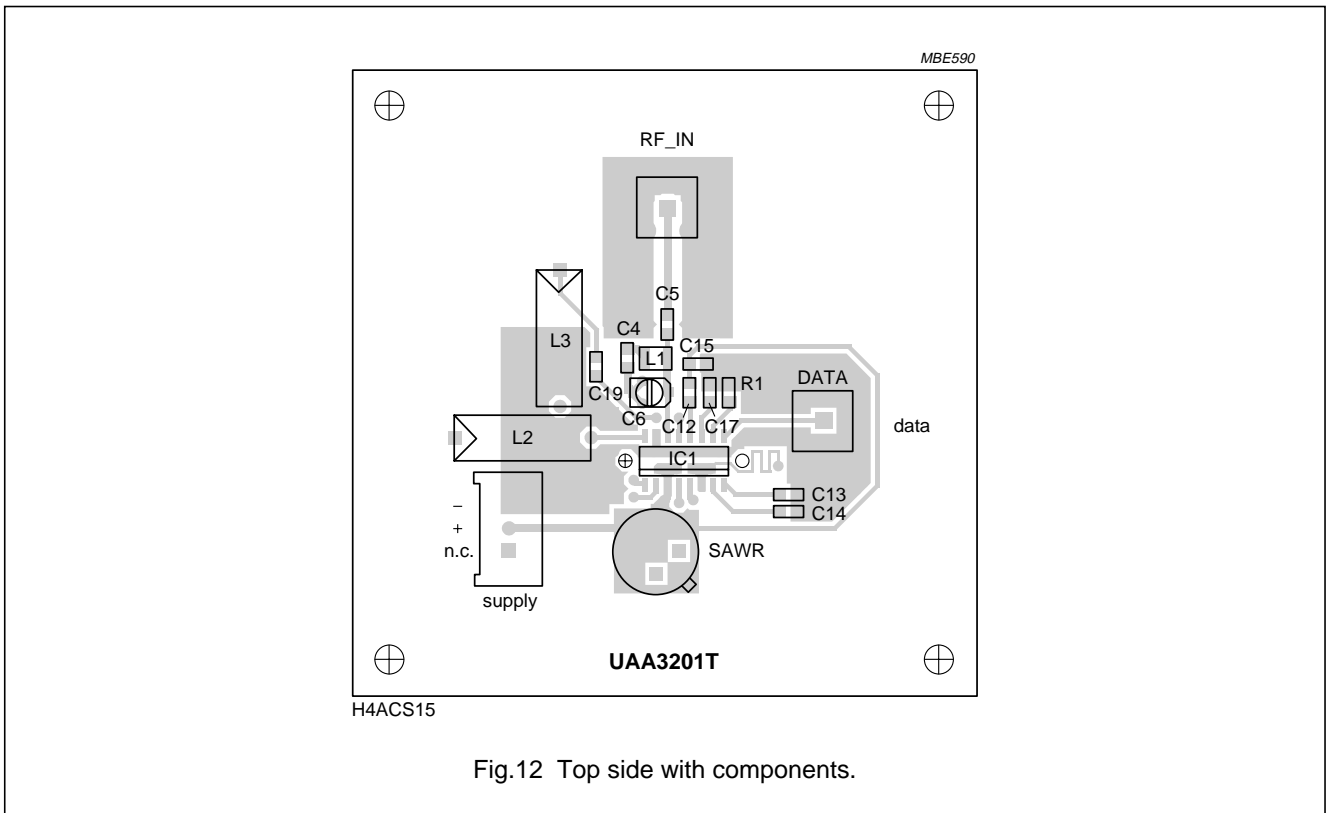 MBE590
RF_IN
C5
C4
L3
L1
C15
C19
R1
DATA
C6
C12
C17
data
L2
IC1
C13
C14
–
+
n.c.
SAWR
supply
UAA3201T
H4ACS15
Fig.12 Top side with components.